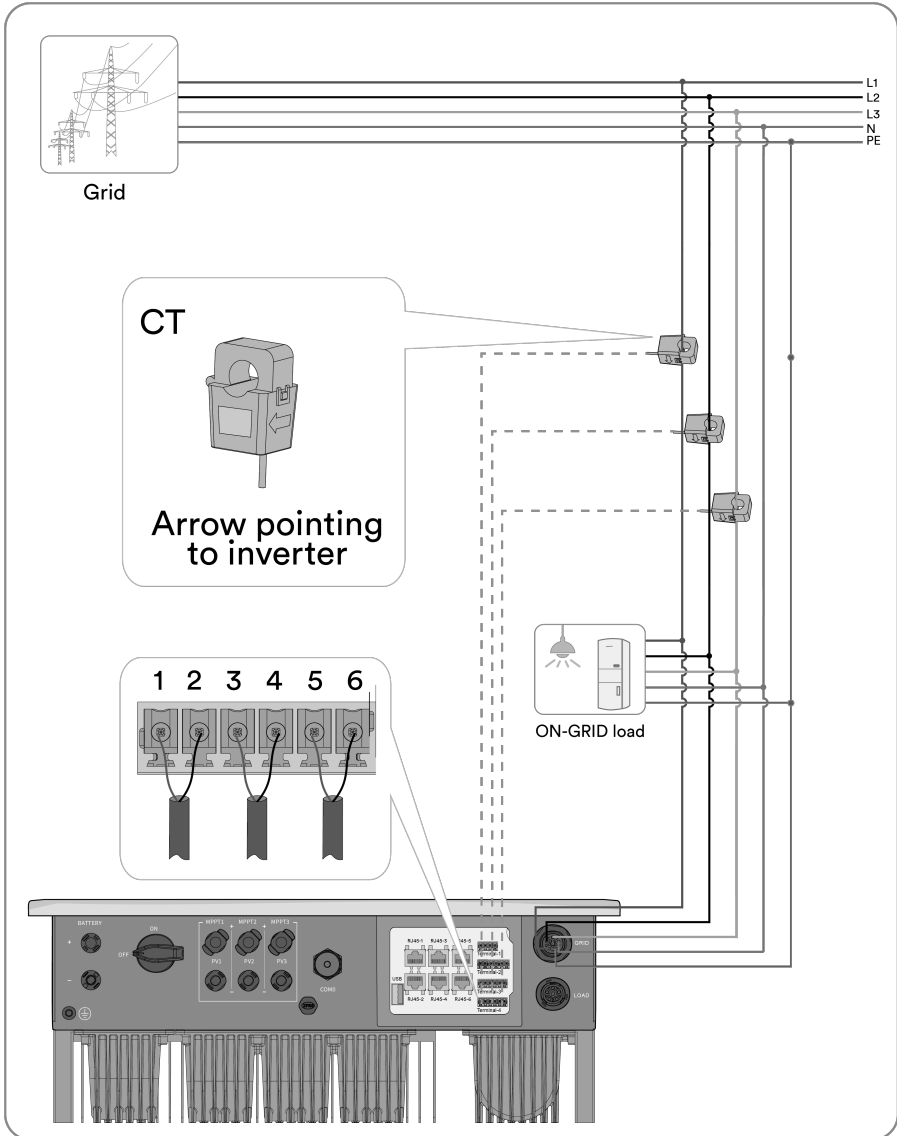 L1
L2
L3
N
PE
Grid
CT
Arrow pointing
to inverter
1 2 3 4 5 6
ON-GRID load
BATTERY
+
-
ON
OFF
MPPT1 MPPT2 MPPT3
+ +
PV1 PV2 PV3
- -
COM5
RJ45-1 RJ45-3 RJ45-5
USB
RJ45-2 RJ45-4 RJ45-6
Terminal-1
Terminal-2
Terminal-3
Terminal-4
GRID
LOAD